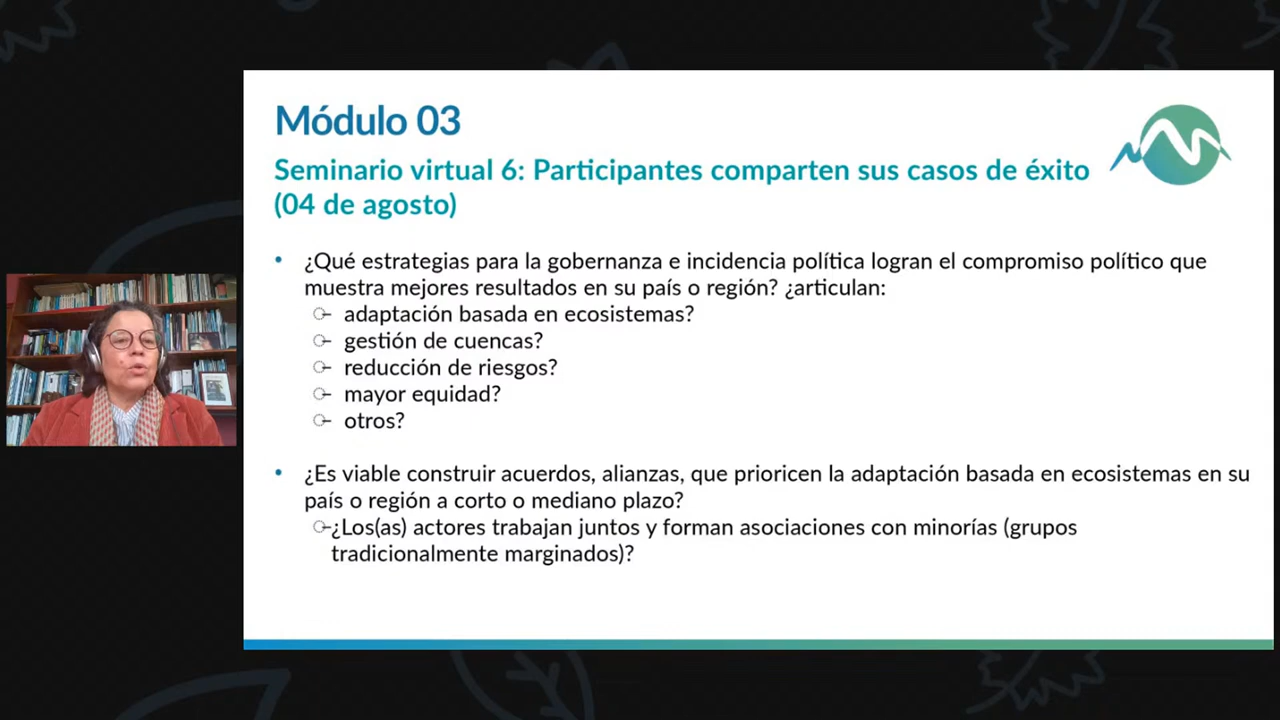 Módulo 03
Seminario virtual 6: Participantes comparten sus casos de éxito
(04 de agosto)
• ¿Qué estrategias para la gobernanza e incidencia política logran el compromiso político que
muestra mejores resultados en su país o región? ¿articulan:
adaptación basada en ecosistemas?
gestión de cuencas?
reducción de riesgos?
mayor equidad?
otros?
• ¿Es viable construir acuerdos, alianzas, que prioricen la adaptación basada en ecosistemas en su
país o región a corto o mediano plazo?
¿Los(as) actores trabajan juntos y forman asociaciones con minorías (grupos
tradicionalmente marginados)?